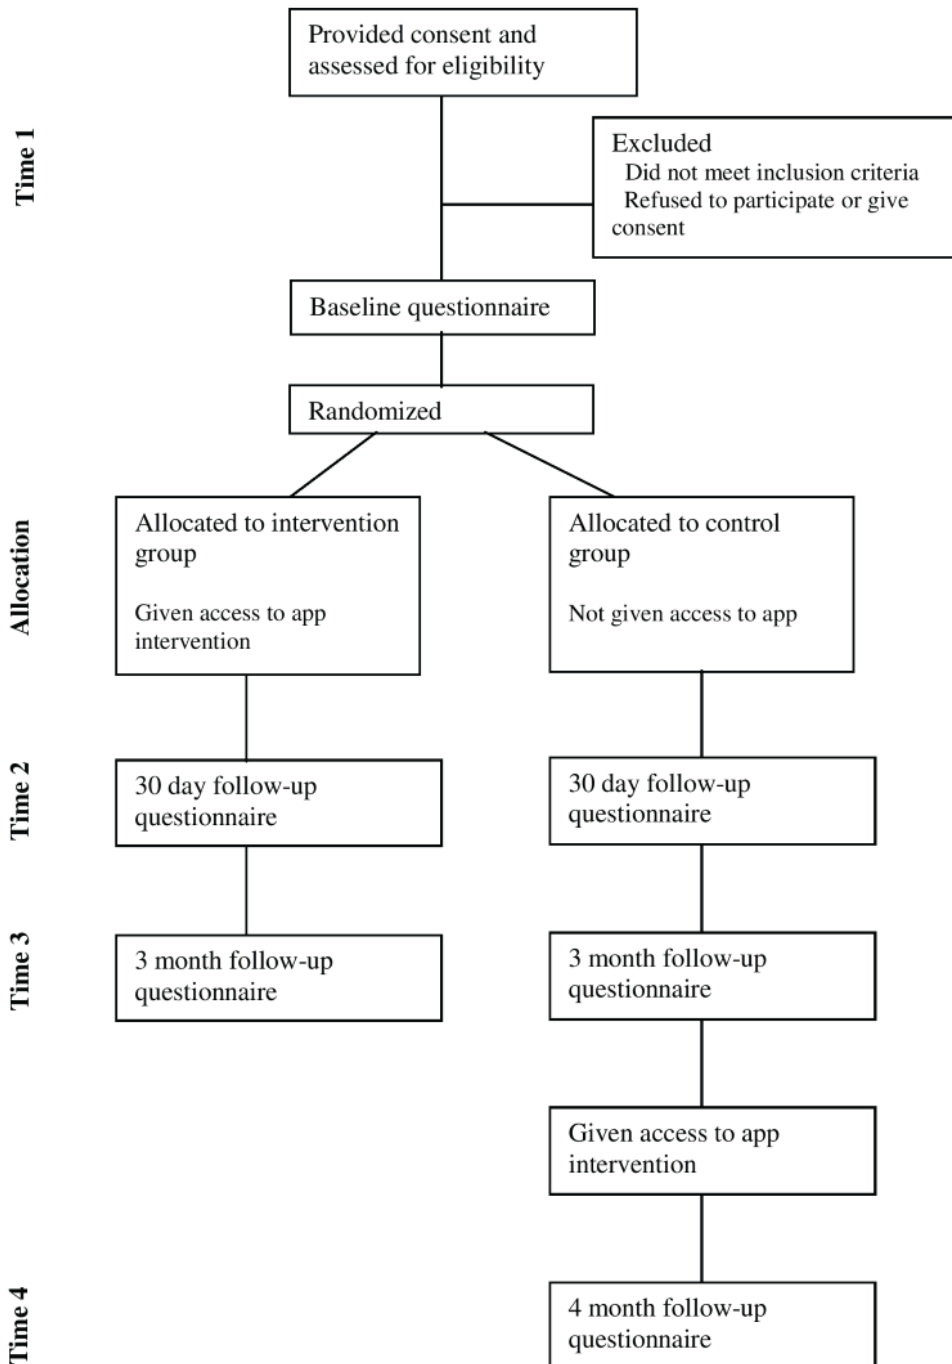 Provided consent and
assessed for eligibility
Time 1
Excluded
Did not meet inclusion criteria
Refused to participate or give
consent
Baseline questionnaire
Randomized
Allocation
Allocated to intervention
group
Given access to app
intervention
Allocated to control
group
Not given access to app
Time 2
30 day follow-up
questionnaire
30 day follow-up
questionnaire
Time 3
3 month follow-up
questionnaire
3 month follow-up
questionnaire
Given access to app
intervention
Time 4
4 month follow-up
questionnaire